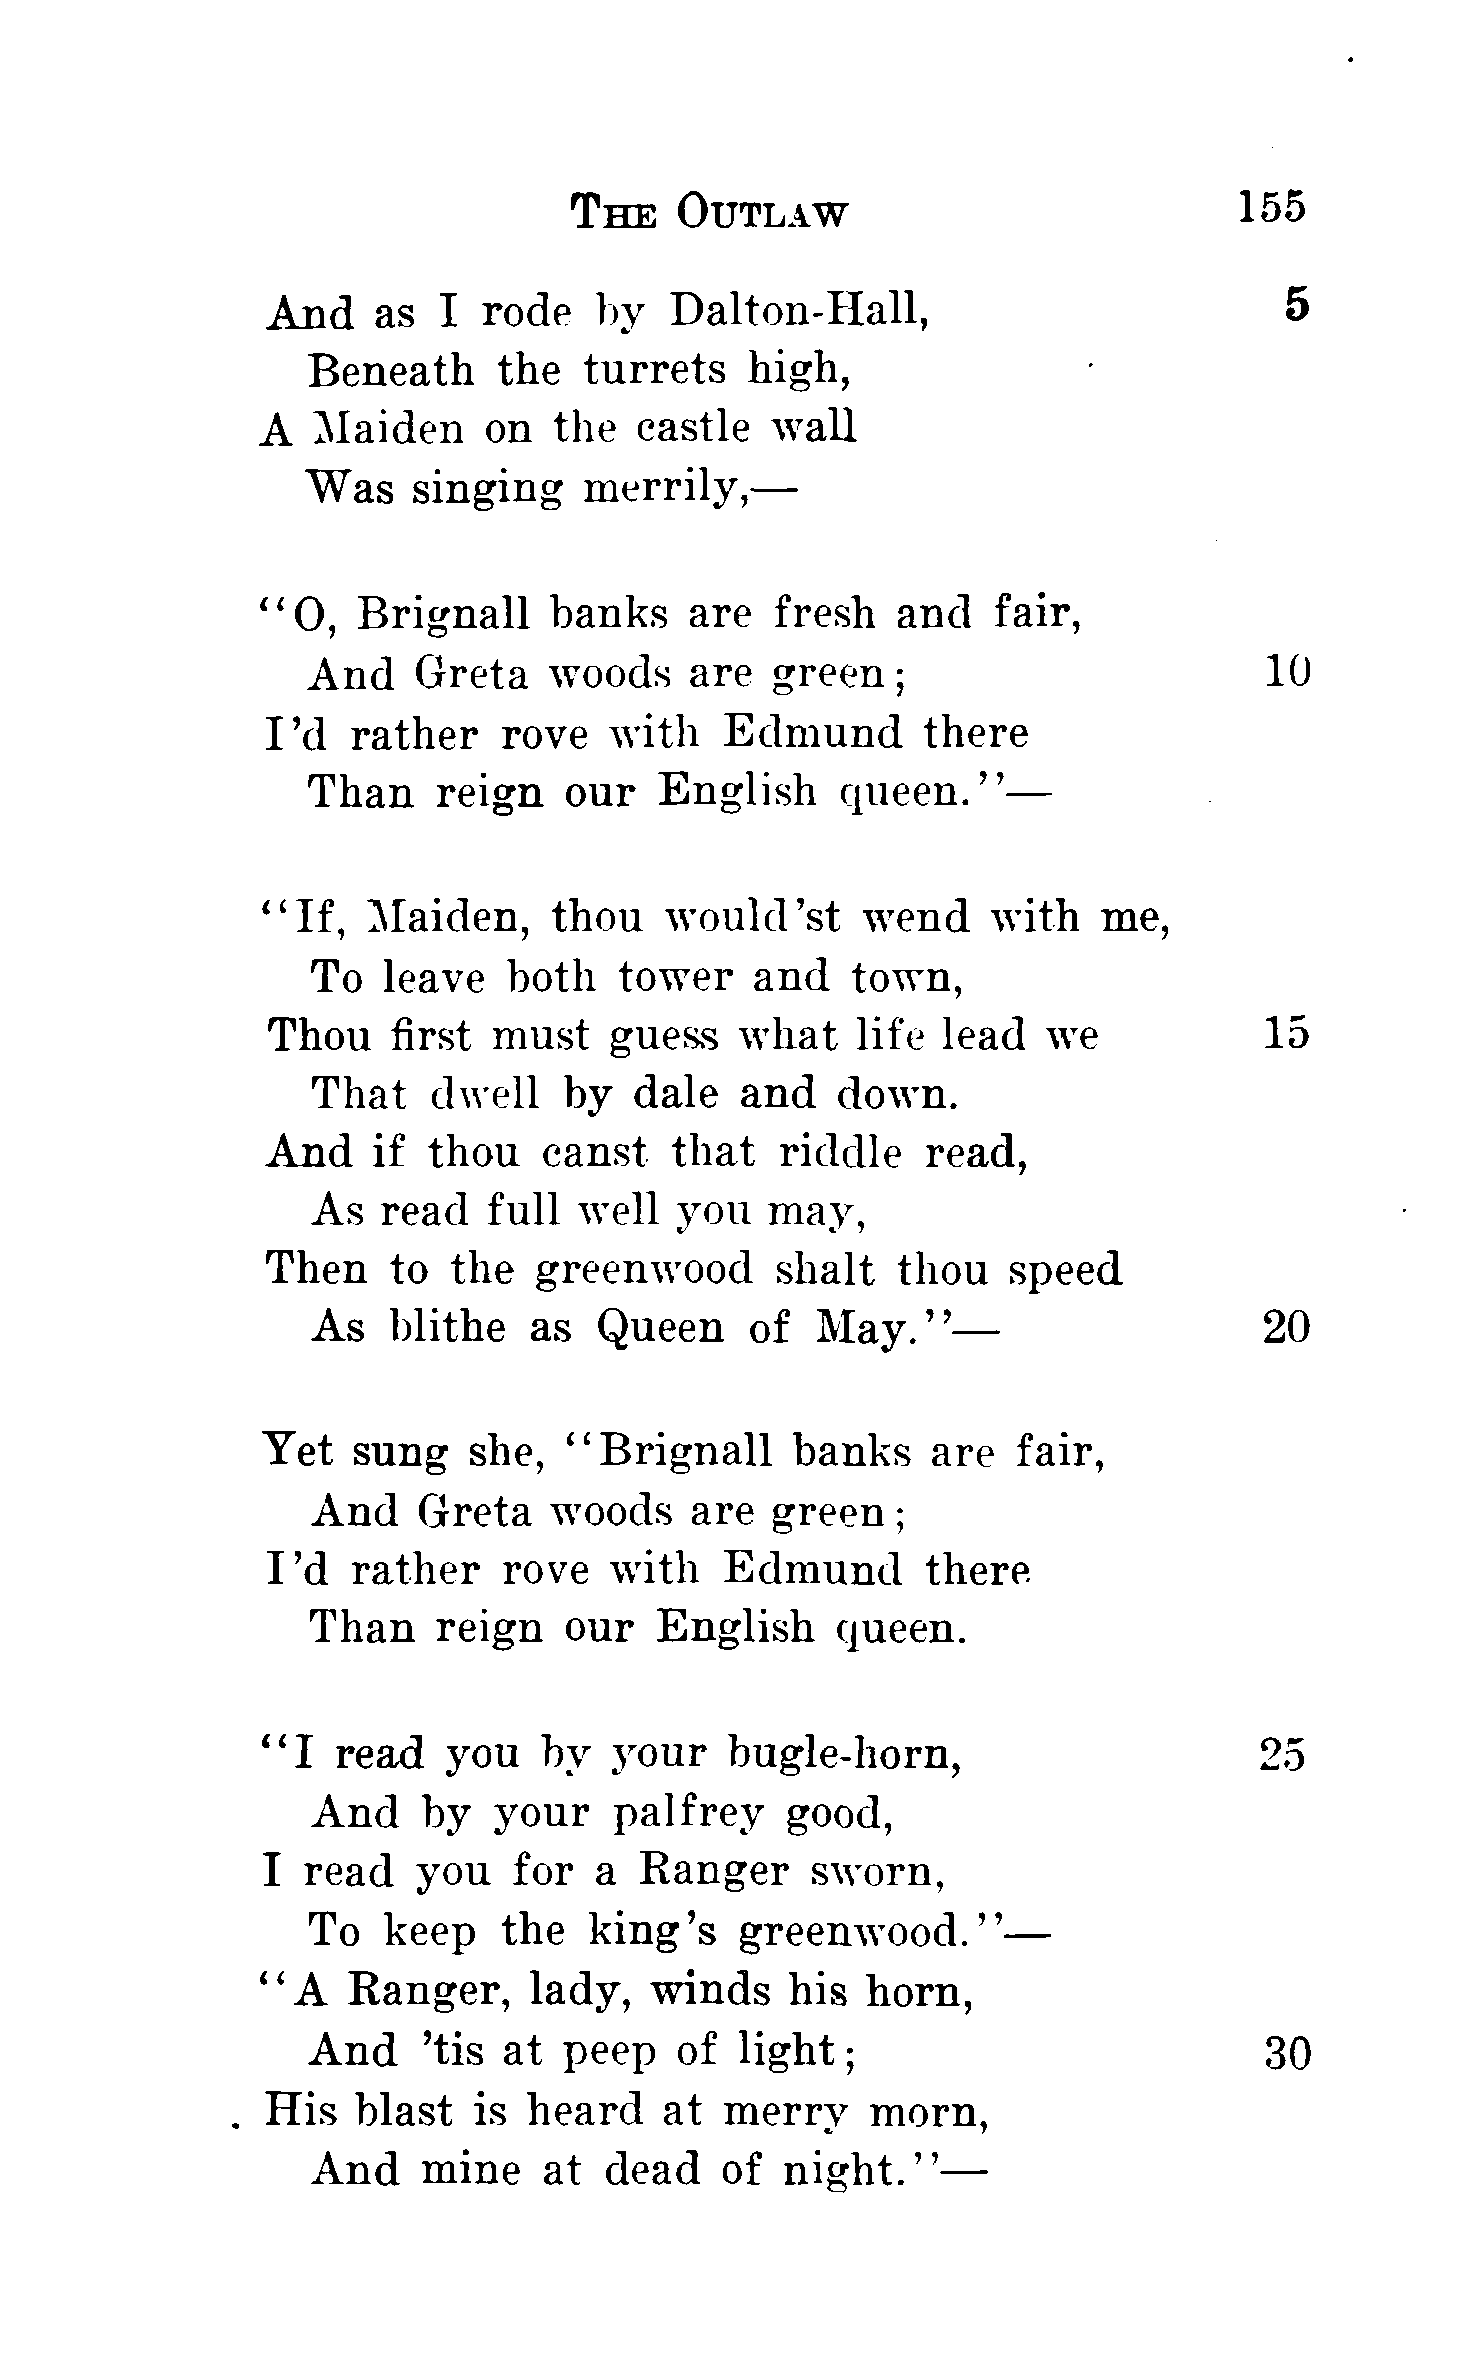 The Outlaw 155
And as I rode by Dalton-Hall, 5
Beneath the turrets high,
A Maiden on the castle wall
Was singing merrily,—
"O, Brignall banks are fresh and fair,
And Greta woods are green; 10
I'd rather rove with Edmund there
Than reign our English queen."—
"If, Maiden, thou would'st wend with me,
To leave both tower and town,
Thou first must guess what life lead we 15
That dwell by dale and down.
And if thou canst that riddle read,
As read full well you may,
Then to the greenwood shalt thou speed
As blithe as Queen of May."— 20
Yet sung she, "Brignall banks are fair,
And Greta woods are green;
I'd rather rove with Edmund there
Than reign our English queen.
"I read you by your bugle-horn, 25
And by your palfrey good,
I read you for a Ranger sworn,
To keep the king's greenwood."—
"A Ranger, lady, winds his horn,
And 'tis at peep of light; 30
His blast is heard at merry morn,
And mine at dead of night."—